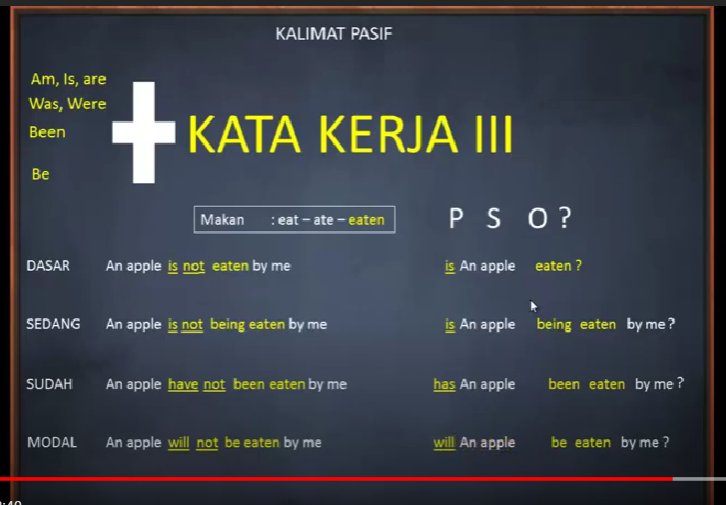 KALIMAT PASIF
Am, Is, are
Was, Were
Been
Be
KATA KERJA III
Makan : eat – ate – eaten
P S O ?
DASAR An apple is not eaten by me is An apple eaten ?
SEDANG An apple is not being eaten by me is An apple being eaten by me ?
SUDAH An apple have not been eaten by me has An apple been eaten by me ?
MODAL An apple will not be eaten by me will An apple be eaten by me ?